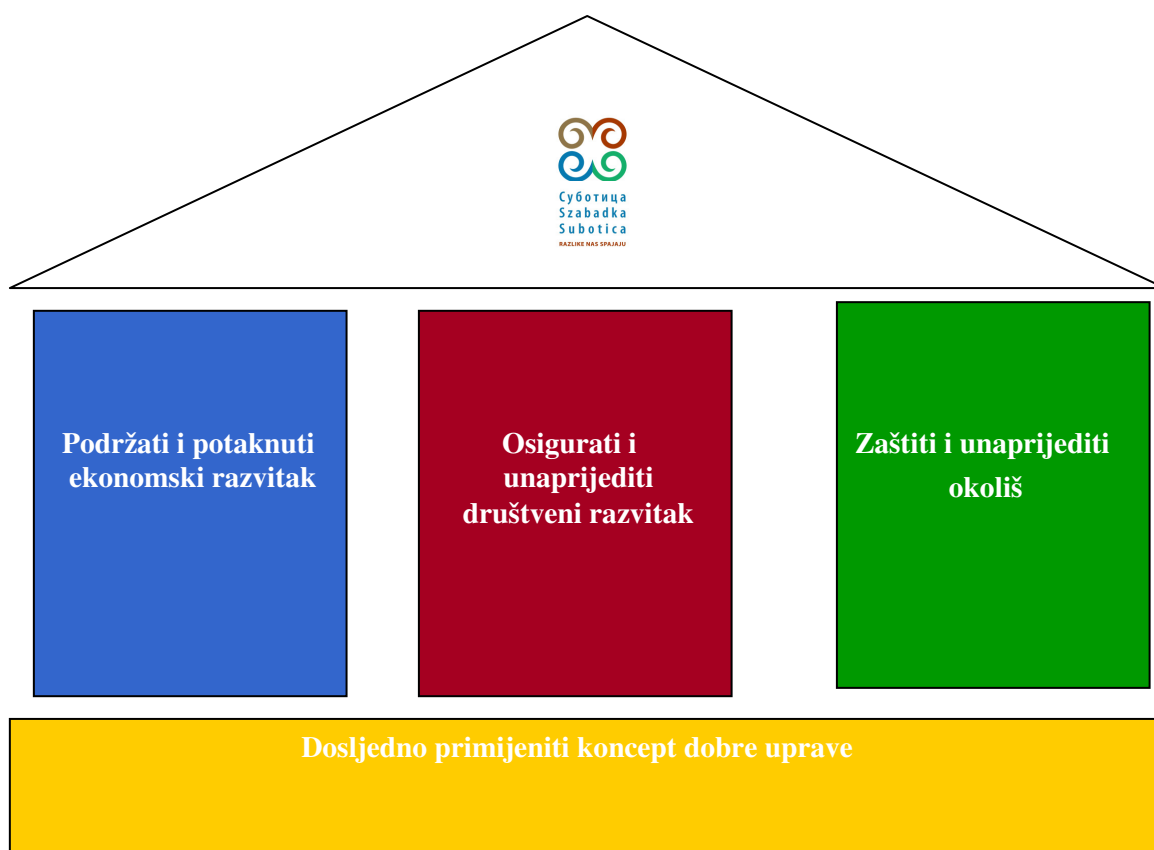 Суботица
Szabadka
Subotica
RAZLIKE NAS SPAJAJU
Podržati i potaknuti
ekonomski razvitak
Osigurati i
unaprijediti
društveni razvitak
Zaštiti i unaprijediti
okoliš
Dosljedno primijeniti koncept dobre uprave